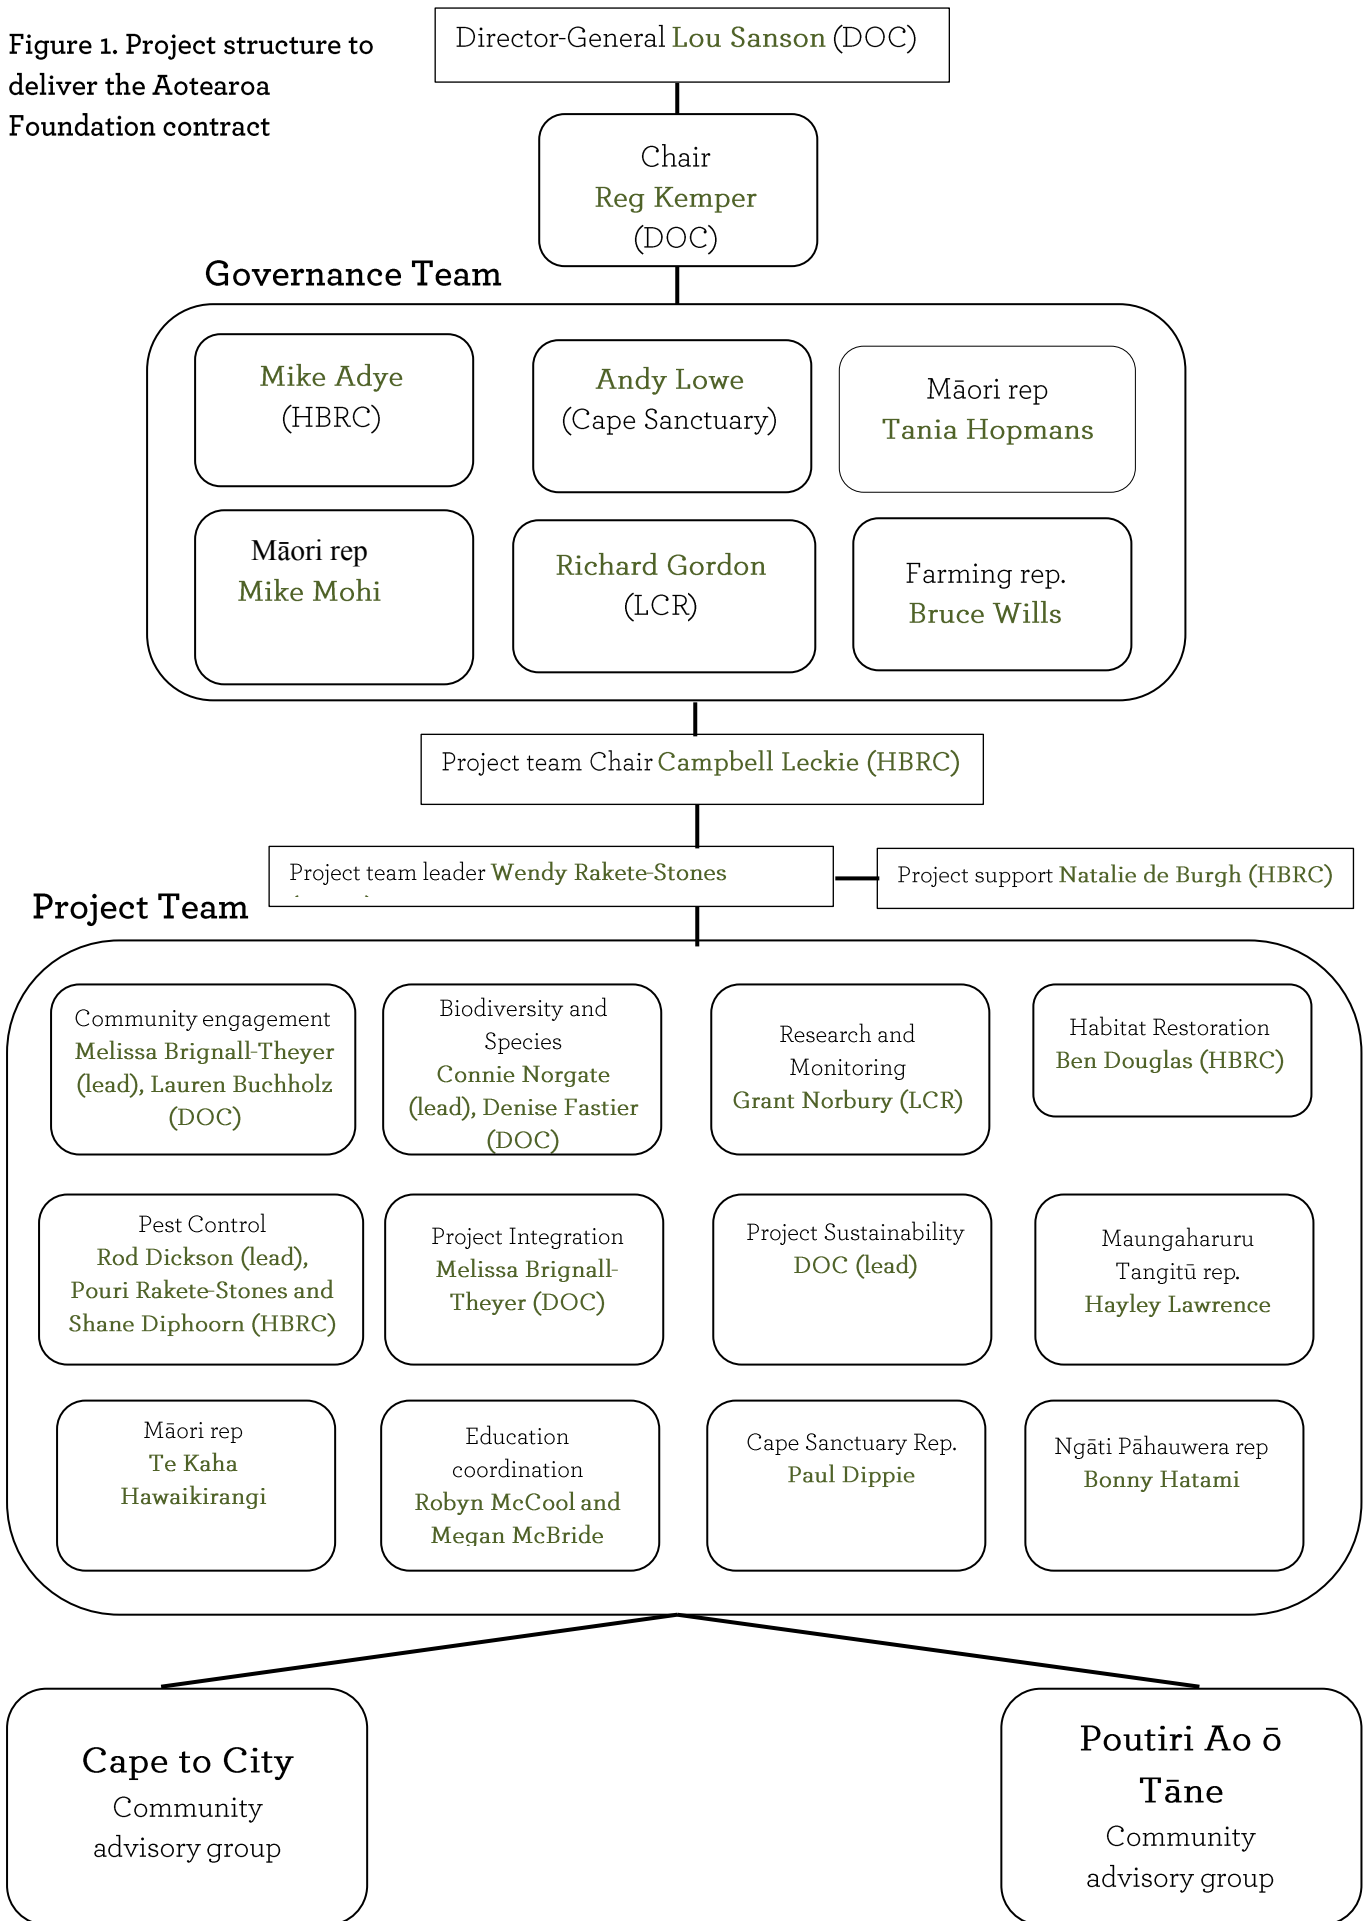 Figure 1. Project structure to
deliver the Aotearoa
Foundation contract
Director-General Lou Sanson (DOC)
Chair
Reg Kemper
(DOC)
Governance Team
Mike Adye
(HBRC)
Andy Lowe
(Cape Sanctuary)
Māori rep
Tania Hopmans
Māori rep
Mike Mohi
Richard Gordon
(LCR)
Farming rep.
Bruce Wills
Project team Chair Campbell Leckie (HBRC)
Project team leader Wendy Rakete-Stones
Project support Natalie de Burgh (HBRC)
Project Team
Community engagement
Melissa Brignall-Theyer
(lead), Lauren Buchholz
(DOC)
Biodiversity and
Species
Connie Norgate
(lead), Denise Fastier
(DOC)
Research and
Monitoring
Grant Norbury (LCR)
Habitat Restoration
Ben Douglas (HBRC)
Pest Control
Rod Dickson (lead),
Pouri Rakete-Stones and
Shane Diphoorn (HBRC)
Project Integration
Melissa Brignall-
Theyer (DOC)
Project Sustainability
DOC (lead)
Maungaharuru
Tangitū rep.
Hayley Lawrence
Māori rep
Te Kaha
Hawaikirangi
Education
coordination
Robyn McCool and
Megan McBride
Cape Sanctuary Rep.
Paul Dippie
Ngāti Pāhauwera rep
Bonny Hatami
Cape to City
Community
advisory group
Poutiri Ao ō
Tāne
Community
advisory group